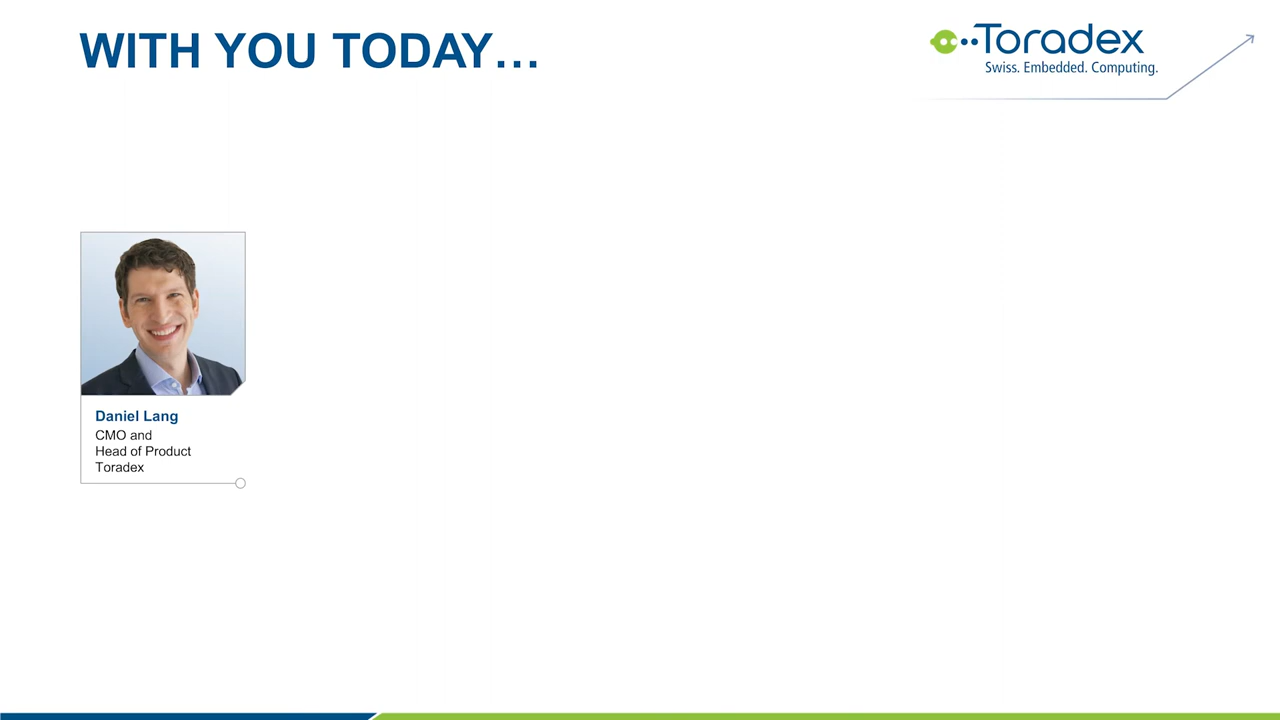 WITH YOU TODAY…
Toradex
Swiss. Embedded. Computing.
Daniel Lang
CMO and
Head of Product
Toradex